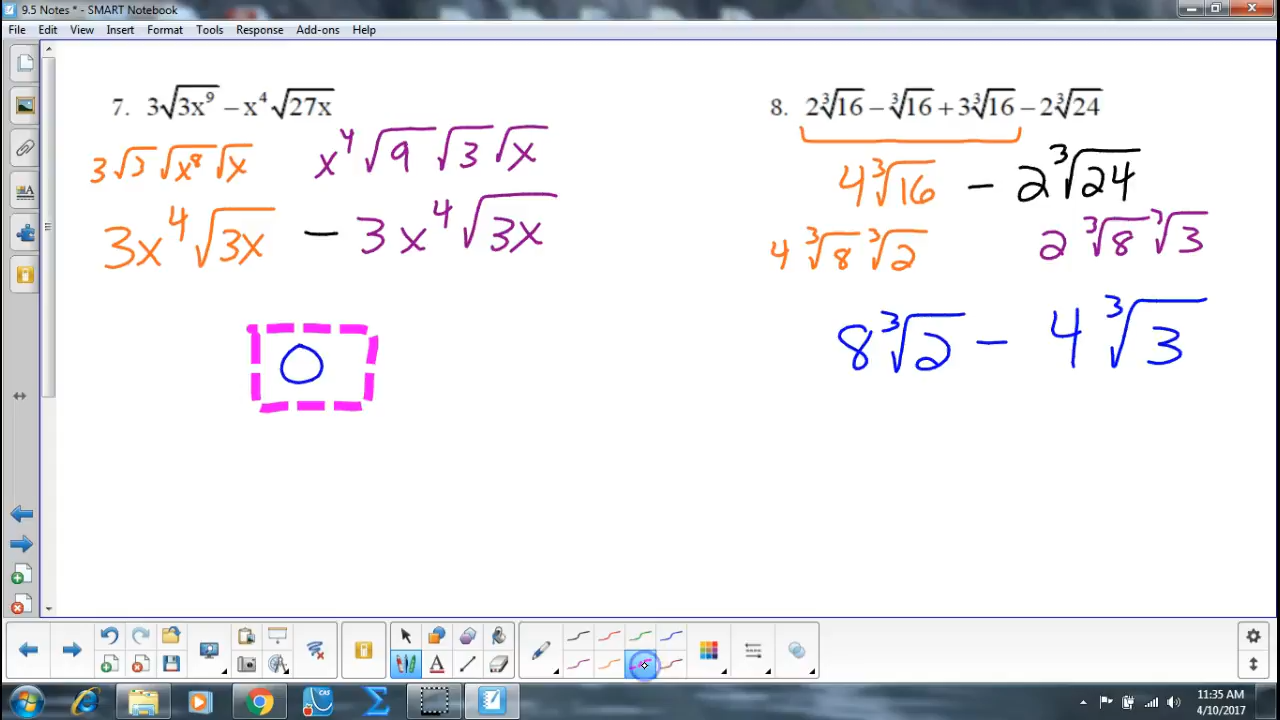 9.5 Notes * - SMART Notebook
File Edit View Insert Format Tools Response Add-ons Help
7. 3√3x⁹ – x⁴ √27x
3√3 √x⁸ √x
x⁴ √9 √3 √x
3x⁴ √3x – 3x⁴ √3x
0
8. 2∛16 – ∛16 + 3∛16 – 2∛24
4∛16 – 2∛24
4 ∛8 ∛2
2 ∛8 ∛3
8∛2 – 4∛3
A
A
CAS
Σ
11:35 AM
4/10/2017